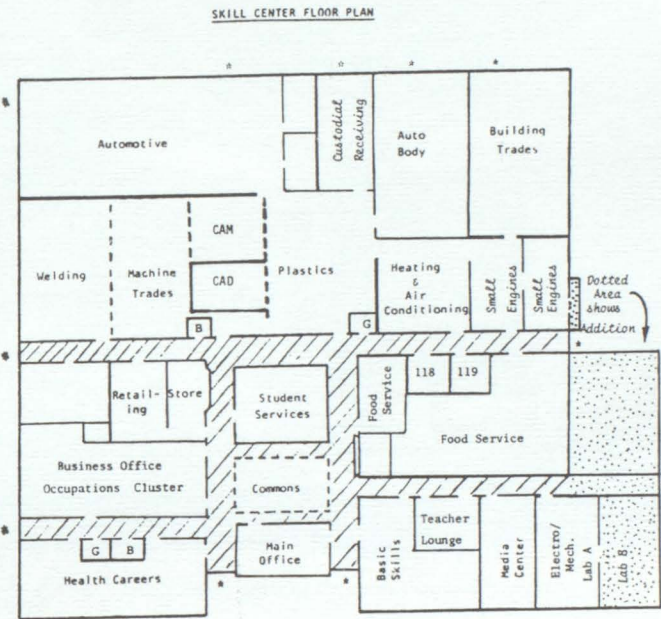 SKILL CENTER FLOOR PLAN
Automotive
Custodial
Receiving
Auto
Body
Building
Trades
Welding
Machine
Trades
CAM
CAD
Plastics
Heating
&
Air
Conditioning
Small
Engines
Small
Engines
Dotted
Area
shows
Addition
B
G
Retail-
ing
Store
Student
Services
Food
Service
118
119
Food Service
Business Office
Occupations Cluster
Commons
G
B
Health Careers
Main
Office
Basic
Skills
Teacher
Lounge
Media
Center
Electro/
Mech.
Lab A
Lab B